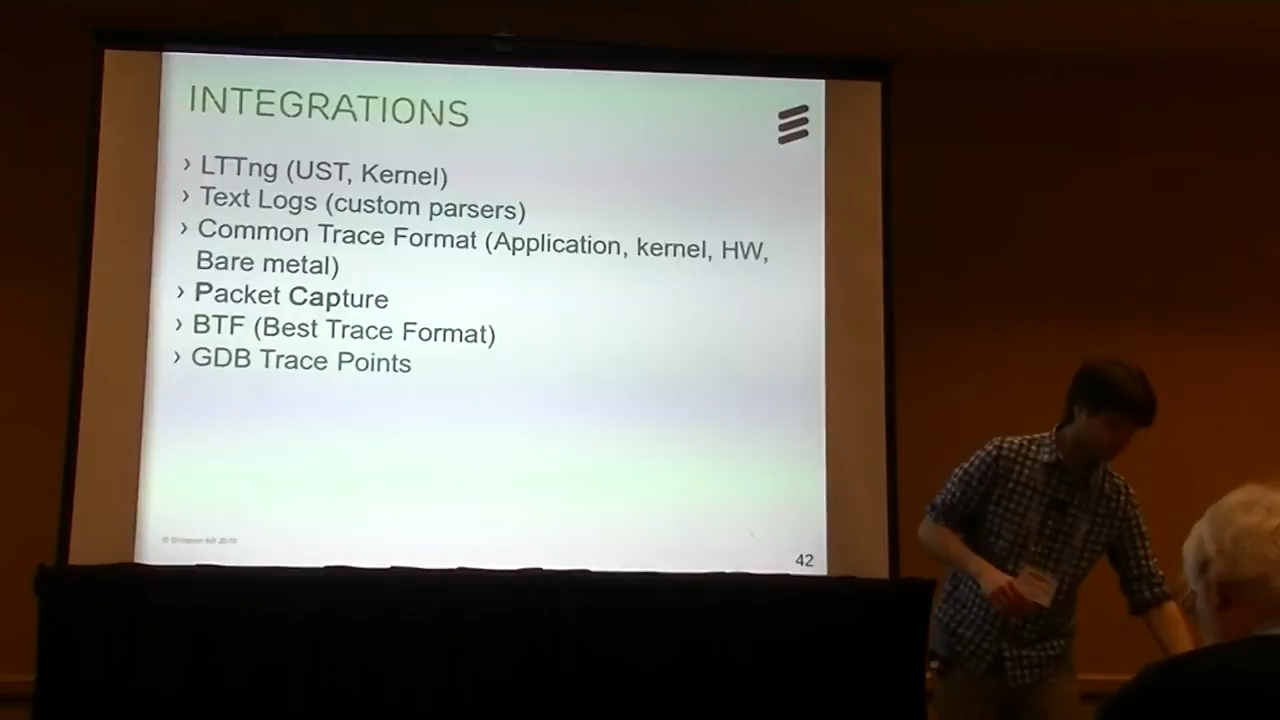 INTEGRATIONS
› LTTng (UST, Kernel)
› Text Logs (custom parsers)
› Common Trace Format (Application, kernel, HW,
Bare metal)
› Packet Capture
› BTF (Best Trace Format)
› GDB Trace Points
42